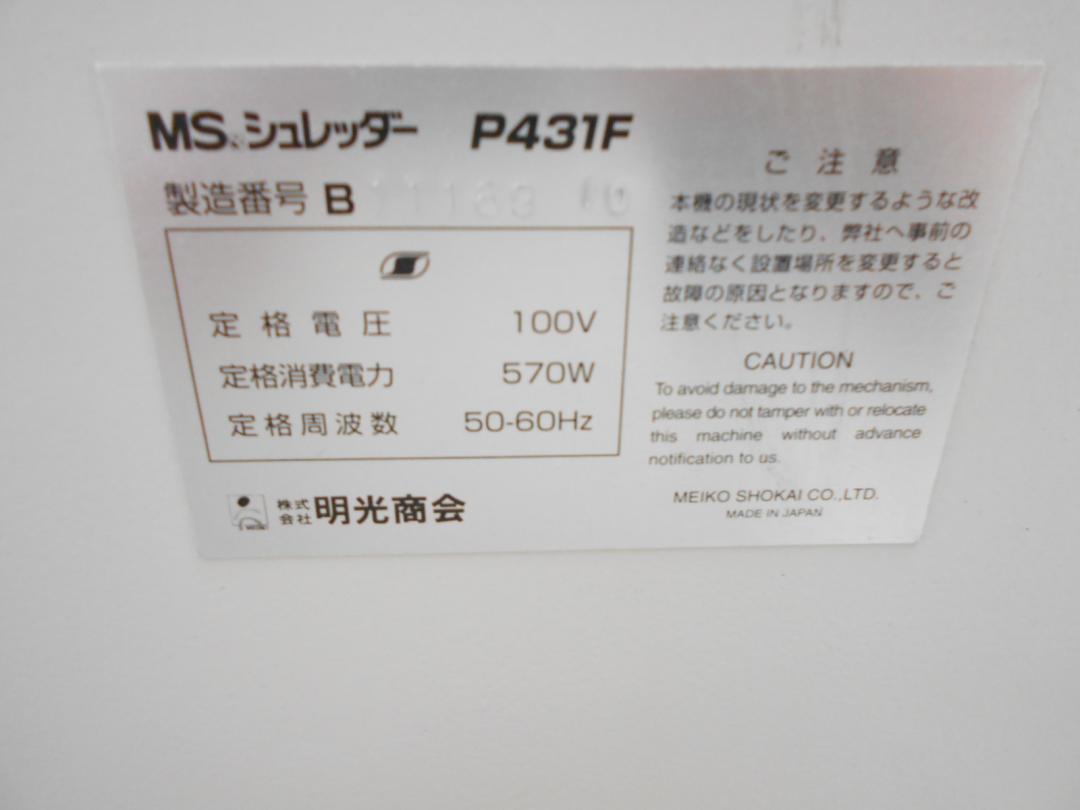 MSシュレッダー P431F
製造番号 B
定格電圧 100V
定格消費電力 570W
定格周波数 50-60Hz
株式会社 明光商会
ご注意
本機の現状を変更するような改
造などをしたり、弊社へ事前の
連絡なく設置場所を変更すると
故障の原因となりますので、ご
注意ください。
CAUTION
To avoid damage to the mechanism,
please do not tamper with or relocate
this machine without advance
notification to us.
MEIKO SHOKAI CO.,LTD.
MADE IN JAPAN